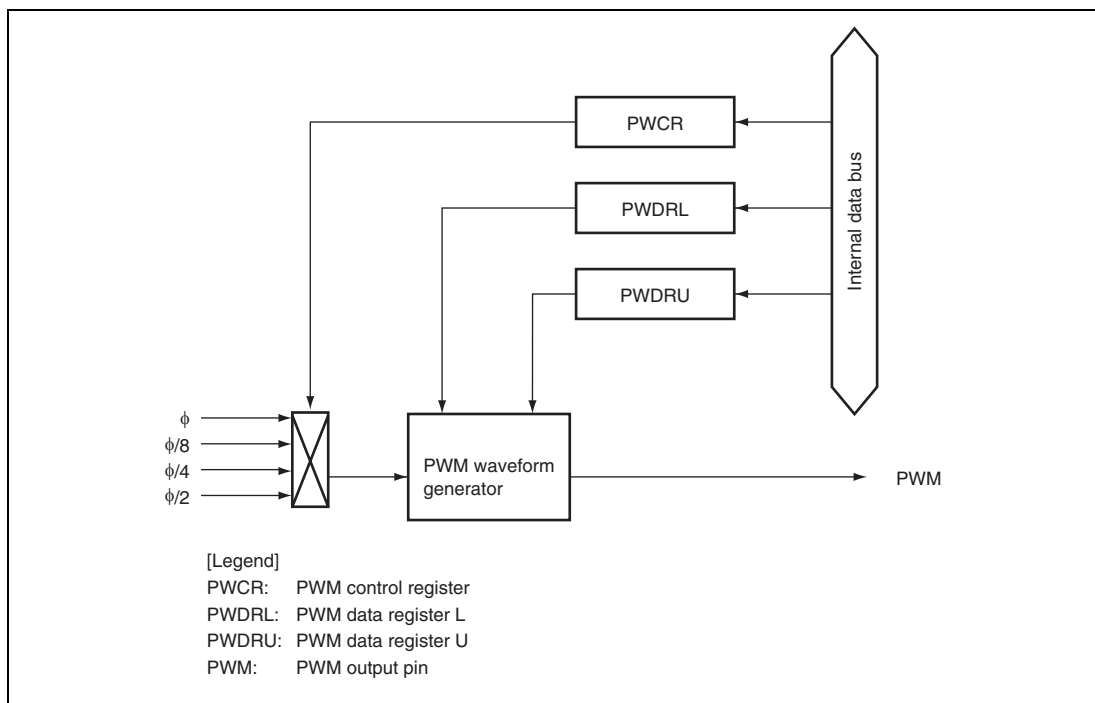 PWCR
PWDRL
PWDRU
Internal data bus
ϕ
ϕ/8
ϕ/4
ϕ/2
PWM waveform
generator
PWM
[Legend]
PWCR: PWM control register
PWDRL: PWM data register L
PWDRU: PWM data register U
PWM: PWM output pin